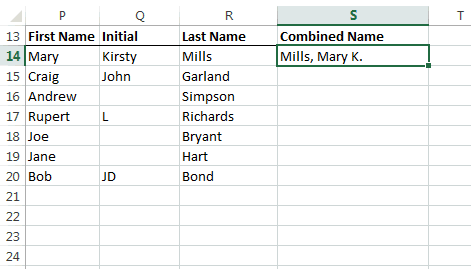 P Q R S T
13 First Name Initial Last Name Combined Name
14 Mary Kirsty Mills Mills, Mary K.
15 Craig John Garland
16 Andrew Simpson
17 Rupert L Richards
18 Joe Bryant
19 Jane Hart
20 Bob JD Bond
21
22
23
24